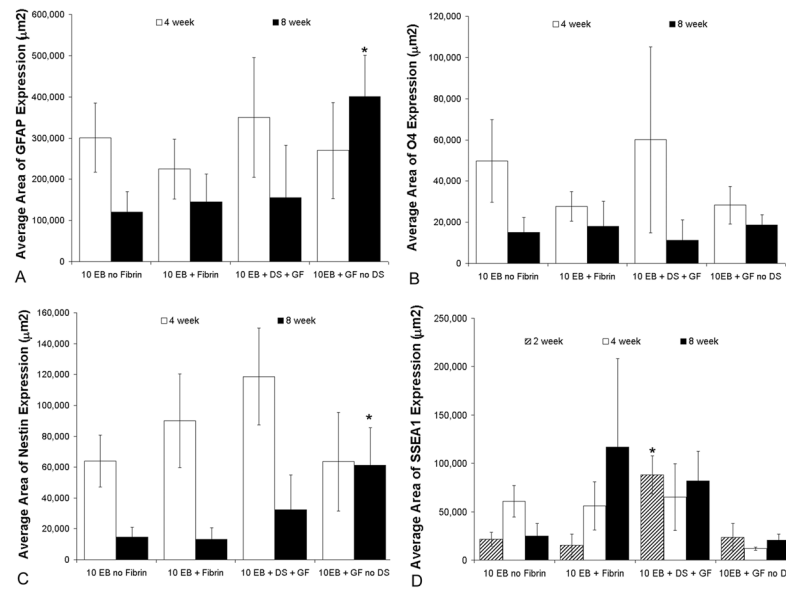 Average Area of GFAP Expression (µm2)
600,000
500,000
400,000
300,000
200,000
100,000
0
4 week
8 week
*
10 EB no Fibrin
10 EB + Fibrin
10 EB + DS + GF
10EB + GF no DS
A
Average Area of O4 Expression (µm2)
120,000
100,000
80,000
60,000
40,000
20,000
0
4 week
8 week
10 EB no Fibrin
10 EB + Fibrin
10 EB + DS + GF
10EB + GF no DS
B
Average Area of Nestin Expression (µm2)
160,000
140,000
120,000
100,000
80,000
60,000
40,000
20,000
0
4 week
8 week
*
10 EB no Fibrin
10 EB + Fibrin
10 EB + DS + GF
10 EB + GF no DS
C
Average Area of SSEA1 Expression (µm2)
250,000
200,000
150,000
100,000
50,000
0
2 week
4 week
8 week
*
10 EB no Fibrin
10 EB + Fibrin
10 EB + DS + GF
10EB + GF no DS
D